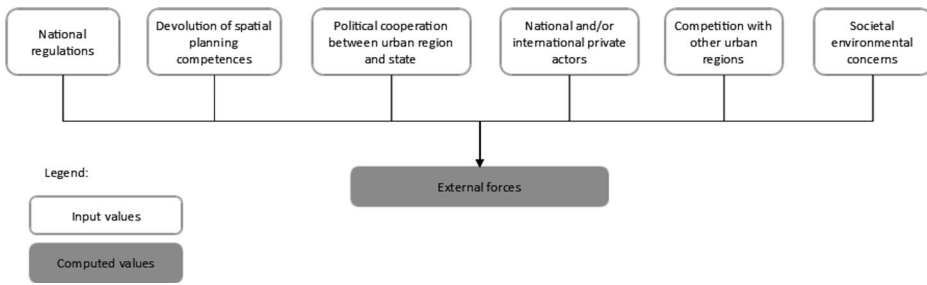 National
regulations
Devolution of spatial
planning
competences
Political cooperation
between urban region
and state
National and/or
international private
actors
Competition with
other urban
regions
Societal
environmental
concerns
External forces
Legend:
Input values
Computed values